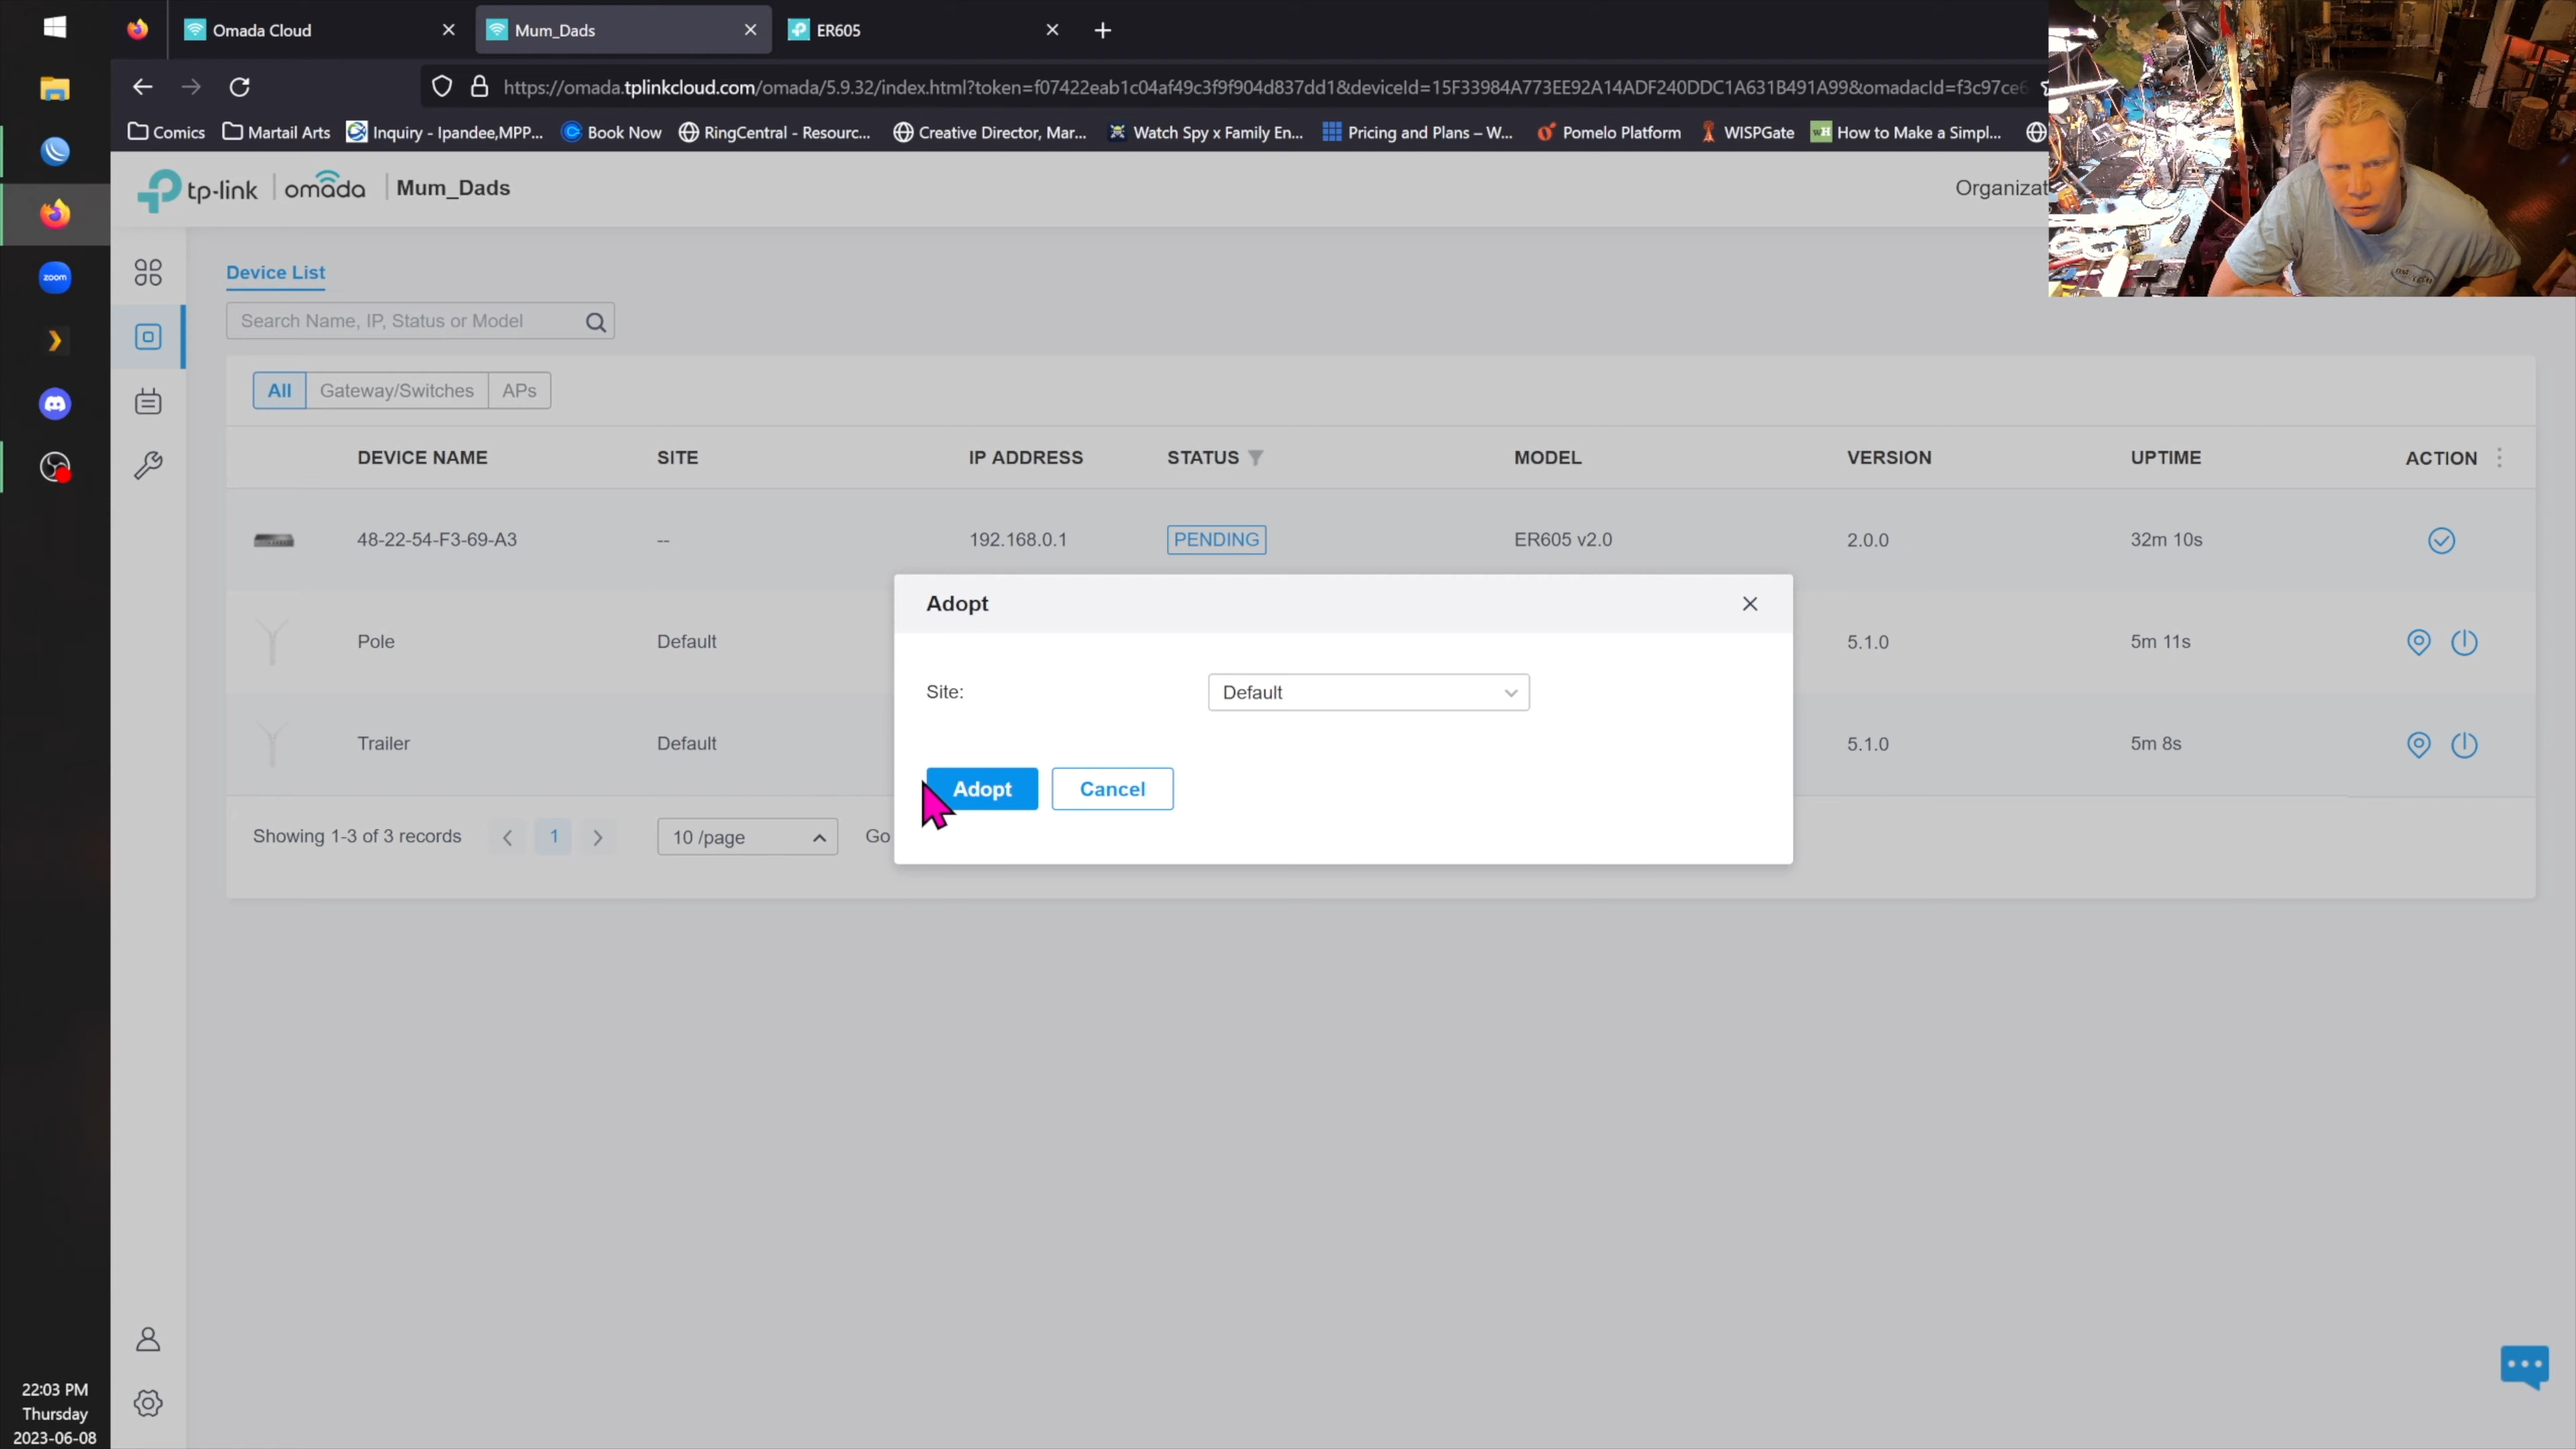 Omada Cloud
Mum_Dads
ER605
https://omada.tplinkcloud.com/omada/5.9.32/index.html?token=f07422eab1c04af49c3f9f904d837dd1&deviceId=15F33984A773EE92A14ADF240DDC1A631B491A99&omadacId=f3c97ce6
Comics
Martail Arts
Inquiry - Ipandee,MPP...
Book Now
RingCentral - Resourc...
Creative Director, Mar...
Watch Spy x Family En...
Pricing and Plans – W...
Pomelo Platform
WISPGate
wH How to Make a Simpl...
tp-link omada Mum_Dads
Organizat
zoom
Device List
Search Name, IP, Status or Model
All Gateway/Switches APs
DEVICE NAME SITE IP ADDRESS STATUS MODEL VERSION UPTIME ACTION
48-22-54-F3-69-A3 -- 192.168.0.1 PENDING ER605 v2.0 2.0.0 32m 10s
Adopt
Pole Default 5.1.0 5m 11s
Site: Default
Trailer Default 5.1.0 5m 8s
Adopt Cancel
Showing 1-3 of 3 records 1 10 /page Go
22:03 PM
Thursday
2023-06-08